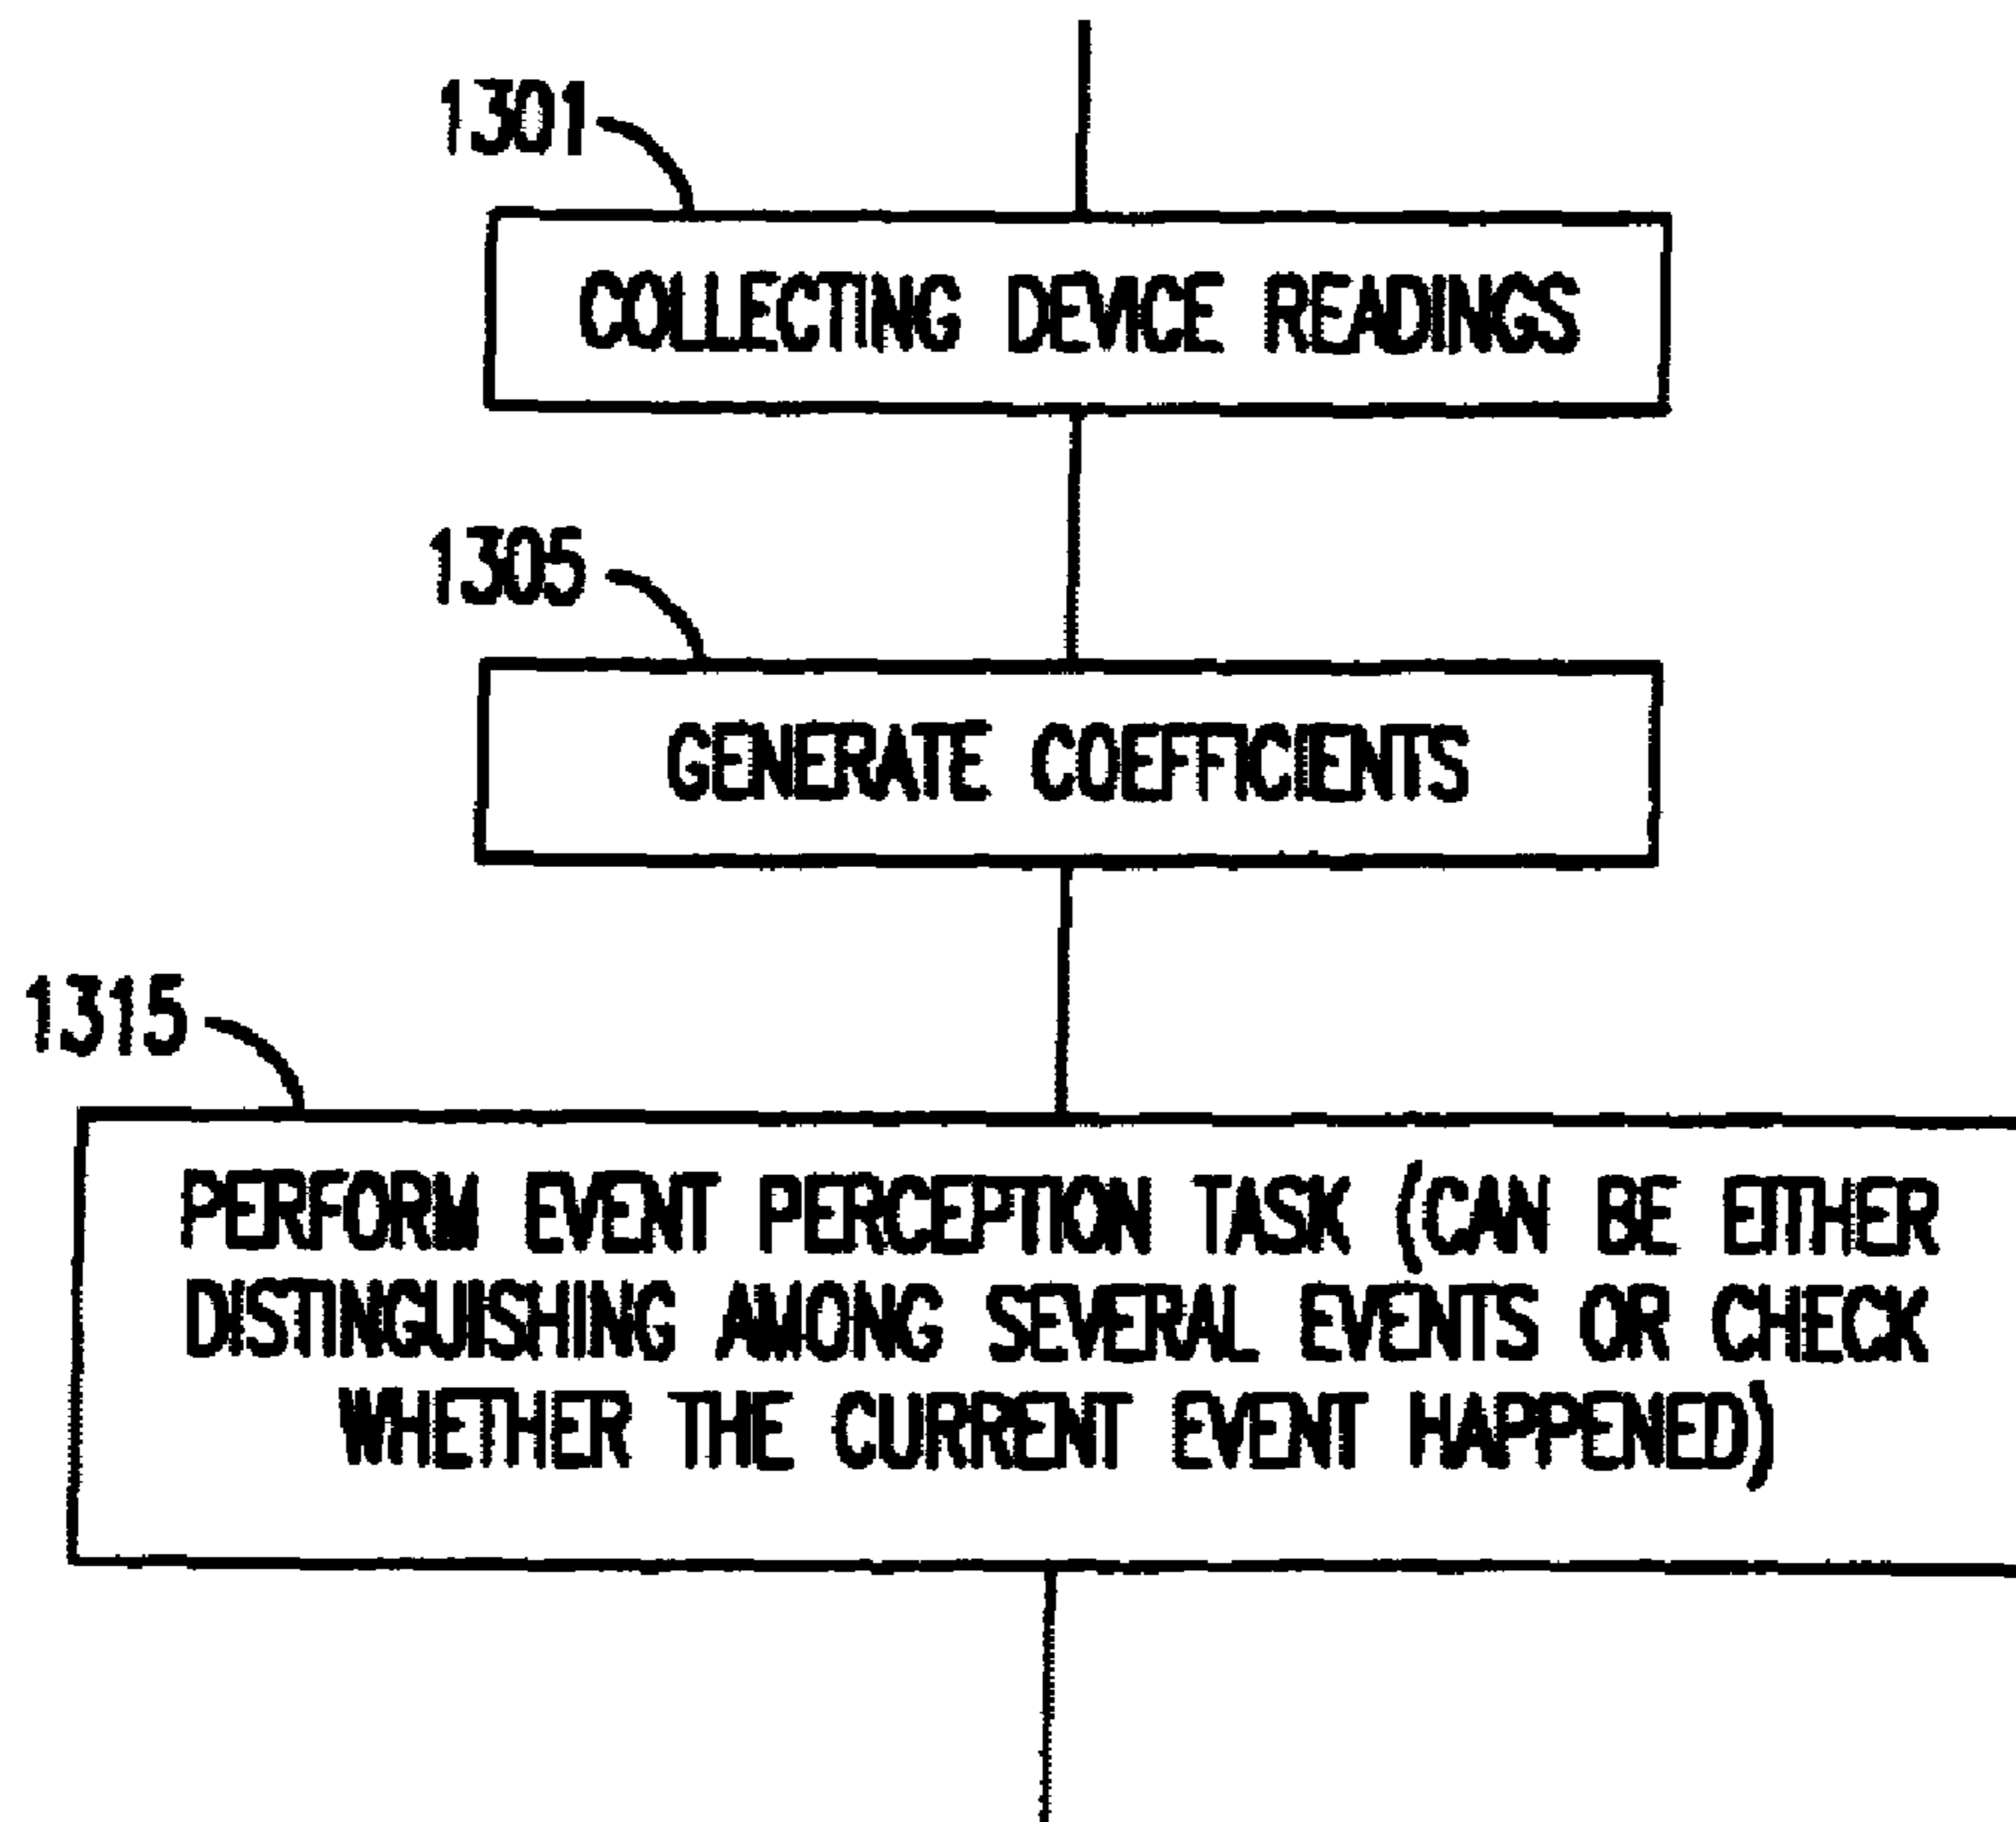 1301
COLLECTING DEVICE READINGS
1305
GENERATE COEFFICIENTS
1315
PERFORM EVENT PERCEPTION TASK (CAN BE EITHER
DISTINGUISHING AMONG SEVERAL EVENTS OR CHECK
WHETHER THE CURRENT EVENT HAPPENED)